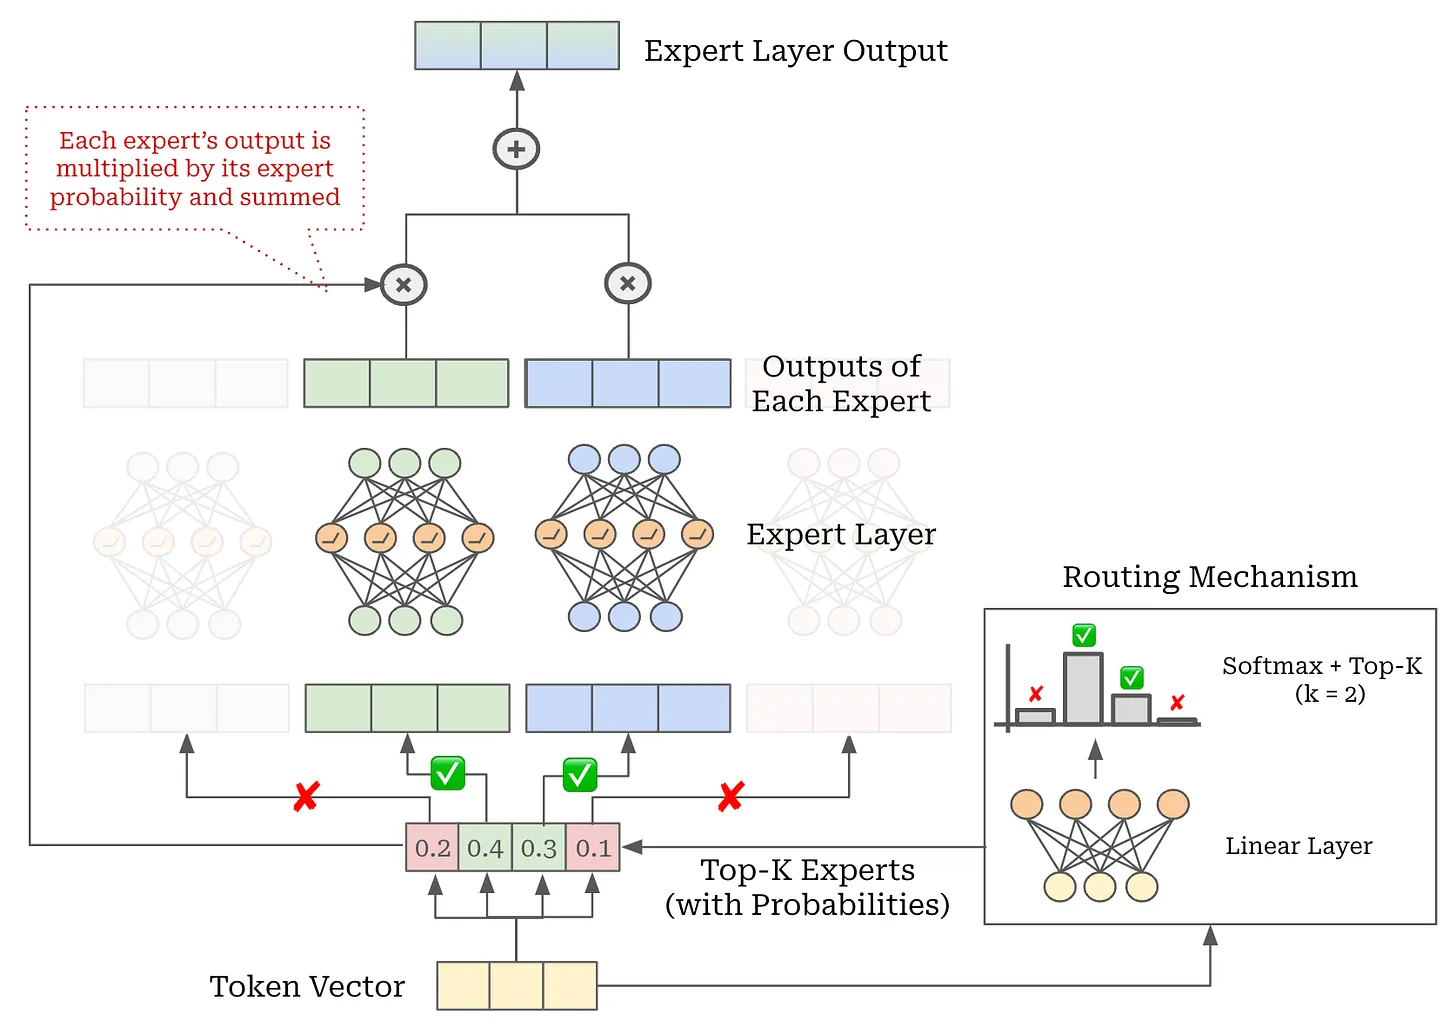 Expert Layer Output
Each expert’s output is
multiplied by its expert
probability and summed
Outputs of
Each Expert
Expert Layer
Routing Mechanism
Softmax + Top-K
(k = 2)
Linear Layer
0.2 0.4 0.3 0.1
Top-K Experts
(with Probabilities)
Token Vector